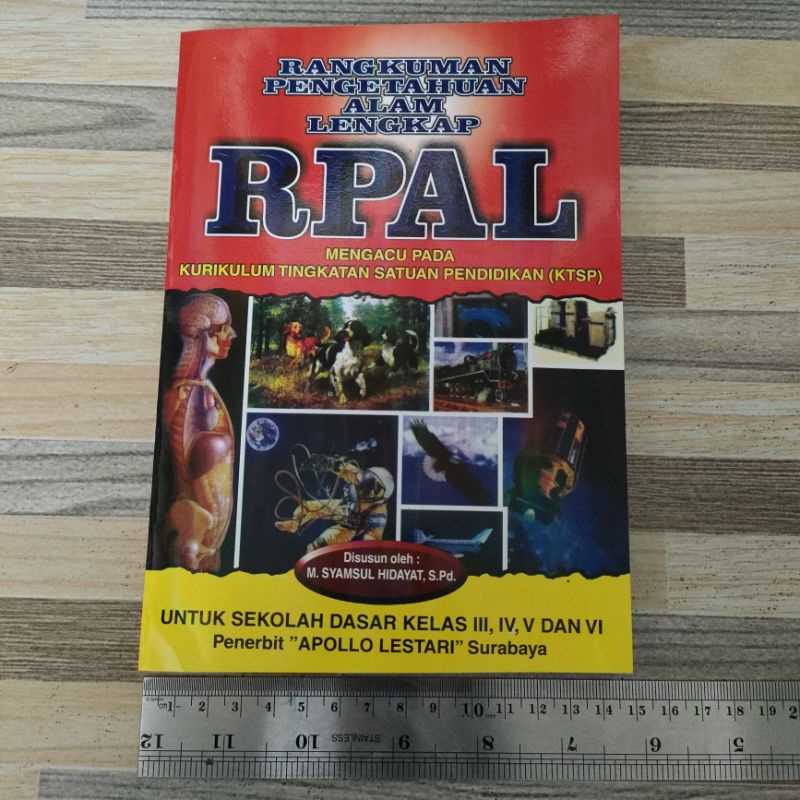 RANGKUMAN
PENGETAHUAN
ALAM
LENGKAP
RPAL
MENGACU PADA
KURIKULUM TINGKATAN SATUAN PENDIDIKAN (KTSP)
Disusun oleh :
M. SYAMSUL HIDAYAT, S.Pd.
UNTUK SEKOLAH DASAR KELAS III, IV, V DAN VI
Penerbit "APOLLO LESTARI" Surabaya
cm 1 2 3 4 5 6 7 8 9 10 mm 11 12 13 14 15 16 17 18 19
12 11 10 STAINLESS 9 8 7 6 5